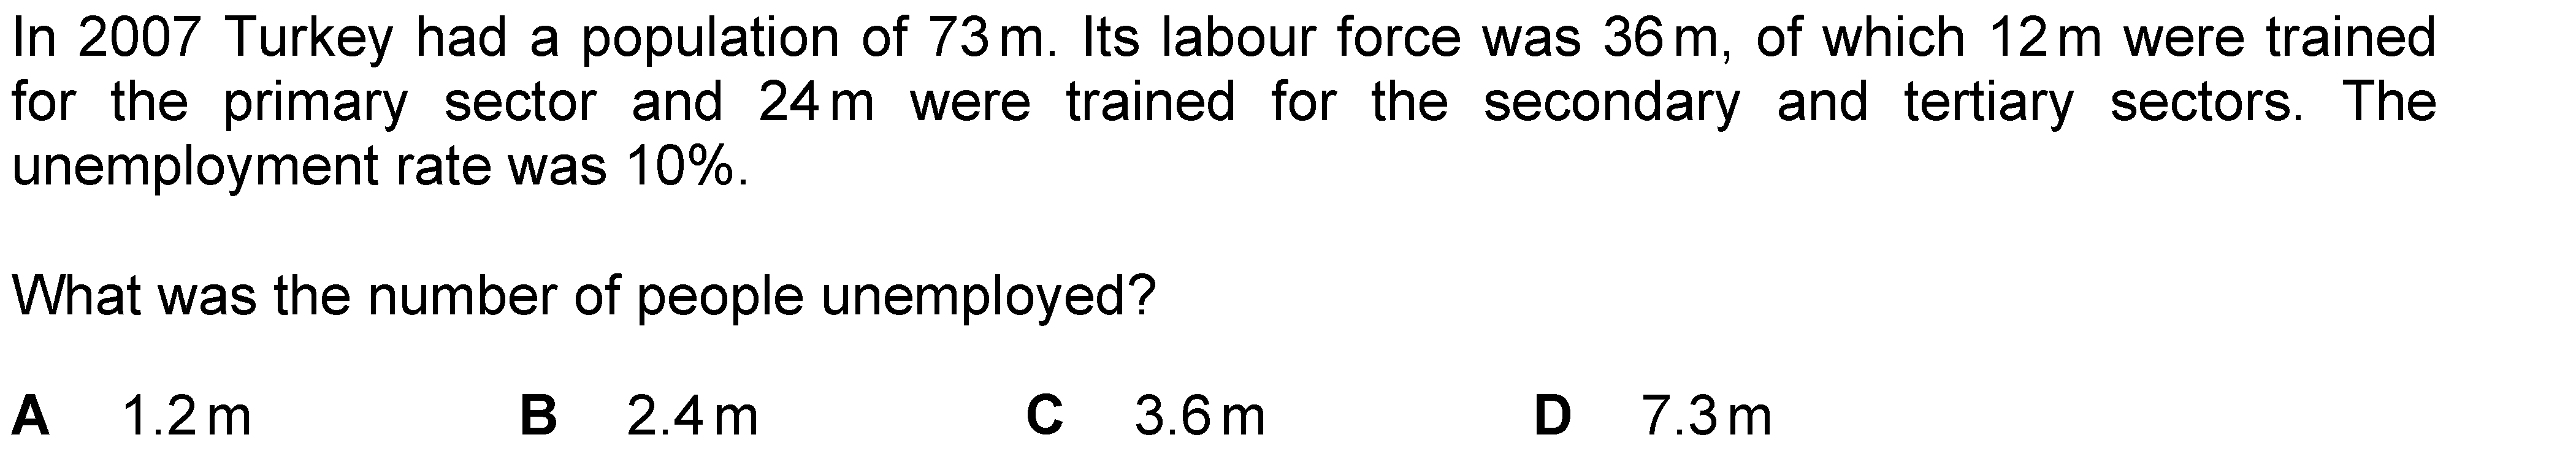 In 2007 Turkey had a population of 73 m. Its labour force was 36 m, of which 12 m were trained
for the primary sector and 24 m were trained for the secondary and tertiary sectors. The
unemployment rate was 10%.
What was the number of people unemployed?
A 1.2 m B 2.4 m C 3.6 m D 7.3 m